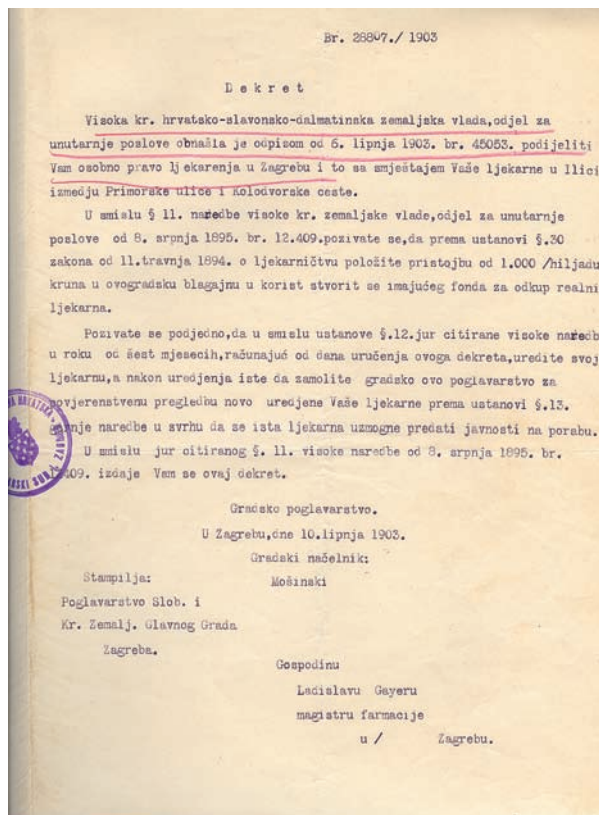 Br. 28807./ 1903
Dekret
Visoka kr. hrvatsko-slavonsko-dalmatinska zemaljska vlada,odjel za
unutarnje poslove obnašla je odpisom od 6. lipnja 1903. br. 45053. podijeliti
Vam osobno pravo ljekarenja u Zagrebu i to sa smještajem Vaše ljekarne u Ilici
izmedju Primorske ulice i Kolodvorske ceste.
U smislu § 11. naredbe visoke kr. zemaljske vlade,odjel za unutarnje
poslove od 8. srpnja 1895. br. 12.409.pozivate se,da prema ustanovi §.30
zakona od 11.travnja 1894. o ljekarničtvu položite pristojbu od 1.000 /hiljadu
kruna u ovogradsku blagajnu u korist stvorit se imajućeg fonda za odkup realni
ljekarna.
Pozivate se podjedno,da u smislu ustanove §.12.jur citirane visoke naredb
u roku od šest mjesecih,računajuć od dana uručenja ovoga dekreta,uredite svoj
ljekarnu,a nakon uredjenja iste da zamolite gradsko ovo poglavarstvo za
povjerenstvenu pregledbu novo uredjene Vaše ljekarne prema ustanovi §.13.
naredbe u svrhu da se ista ljekarna uzmogne predati javnosti na porabu.
U smislu jur citiranog §. 11. visoke naredbe od 8. srpnja 1895. br.
12.409. izdaje Vam se ovaj dekret.
Gradsko poglavarstvo.
U Zagrebu,dne 10.lipnja 1903.
Gradski načelnik:
Mošinski
Stampilja:
Poglavarstvo Slob. i
Kr. Zemalj. Glavnog Grada
Zagreba.
Gospodinu
Ladislavu Gayeru
magistru farmacije
u / Zagrebu.